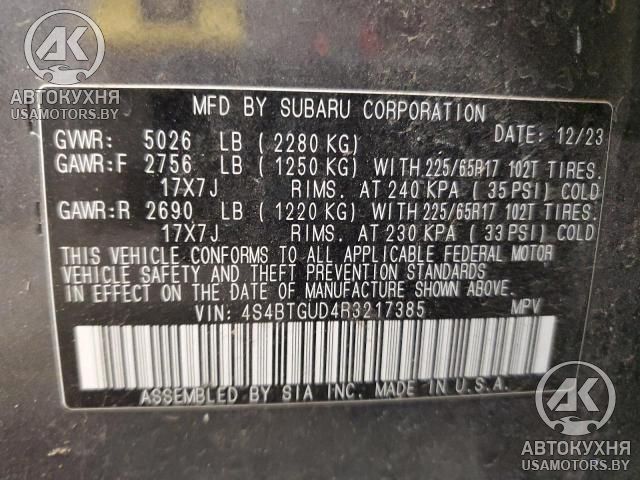 AK
АВТОКУХНЯ
USAMOTORS.BY
MFD BY SUBARU CORPORATION
DATE: 12/23
GVWR: 5026 LB ( 2280 KG)
GAWR:F 2756 LB ( 1250 KG) WITH 225/65R17 102T TIRES.
17X7J RIMS. AT 240 KPA ( 35 PSI) COLD
GAWR:R 2690 LB ( 1220 KG) WITH 225/65R17 102T TIRES.
17X7J RIMS. AT 230 KPA ( 33 PSI) COLD
THIS VEHICLE CONFORMS TO ALL APPLICABLE FEDERAL MOTOR
VEHICLE SAFETY AND THEFT PREVENTION STANDARDS
IN EFFECT ON THE DATE OF MANUFACTURE SHOWN ABOVE.
VIN: 4S4BTGUD4R3217385 MPV
ASSEMBLED BY SIA INC. MADE IN U.S.A.
AK
АВТОКУХНЯ
USAMOTORS.BY